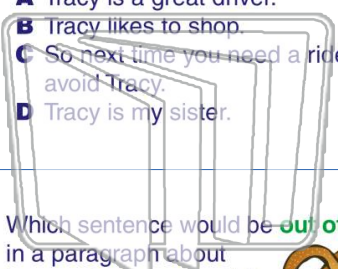 A Tracy is a great driver.
B Tracy likes to shop.
C So next time you need a ride
avoid Tracy.
D Tracy is my sister.
Which sentence would be out of
in a paragraph about